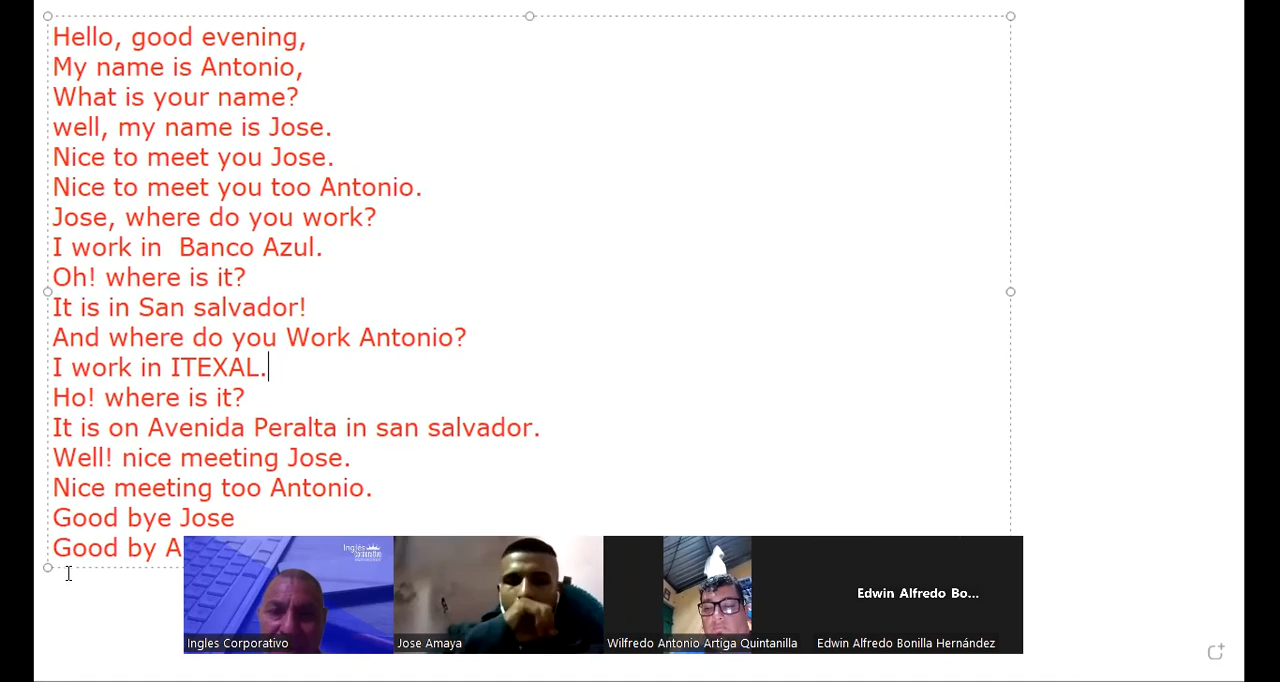 Hello, good evening,
My name is Antonio,
What is your name?
well, my name is Jose.
Nice to meet you Jose.
Nice to meet you too Antonio.
Jose, where do you work?
I work in  Banco Azul.
Oh! where is it?
It is in San salvador!
And where do you Work Antonio?
I work in ITEXAL.
Ho! where is it?
It is on Avenida Peralta in san salvador.
Well! nice meeting Jose.
Nice meeting too Antonio.
Good bye Jose
Good by A
Ingles
Corporativo
Edwin Alfredo Bo...
Ingles Corporativo
Jose Amaya
Wilfredo Antonio Artiga Quintanilla
Edwin Alfredo Bonilla Hernández